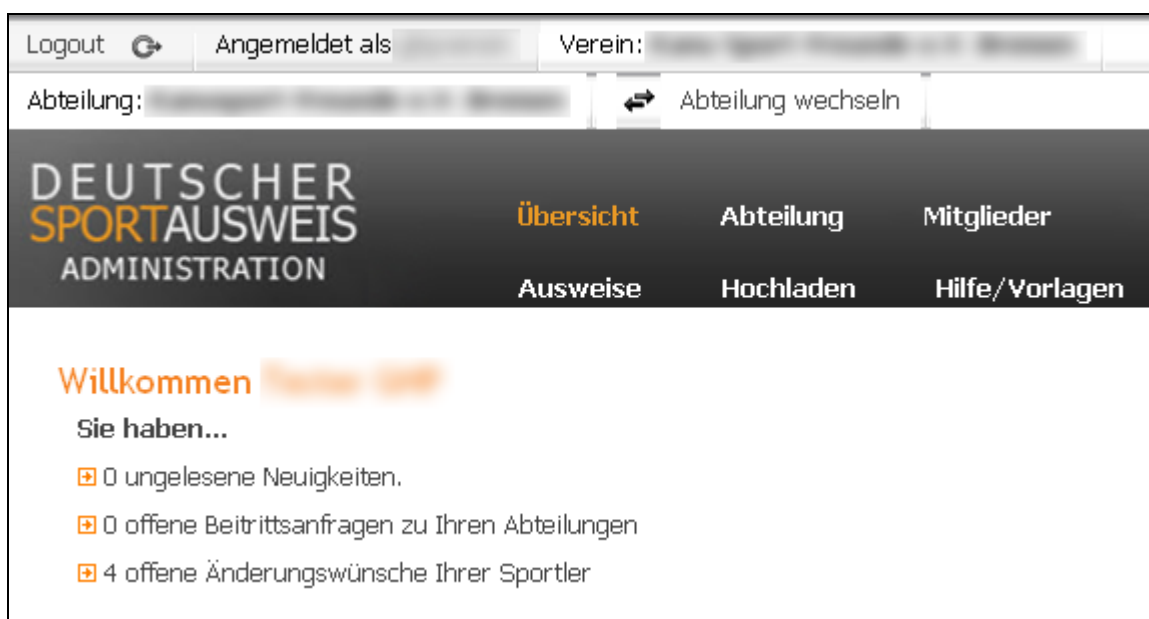 Logout Angemeldet als Verein:
Abteilung: Abteilung wechseln
DEUTSCHER
SPORTAUSWEIS
ADMINISTRATION
Übersicht Abteilung Mitglieder
Ausweise Hochladen Hilfe/Vorlagen
Willkommen
Sie haben...
0 ungelesene Neuigkeiten.
0 offene Beitrittsanfragen zu Ihren Abteilungen
4 offene Änderungswünsche Ihrer Sportler